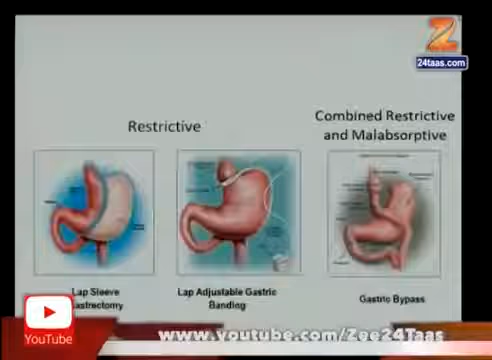 24taas.com
Restrictive
Combined Restrictive
and Malabsorptive
Lap Sleeve
Lap Adjustable Gastric
Banding
Gastric Bypass
YouTube
www.youtube.com/Zee24Taas